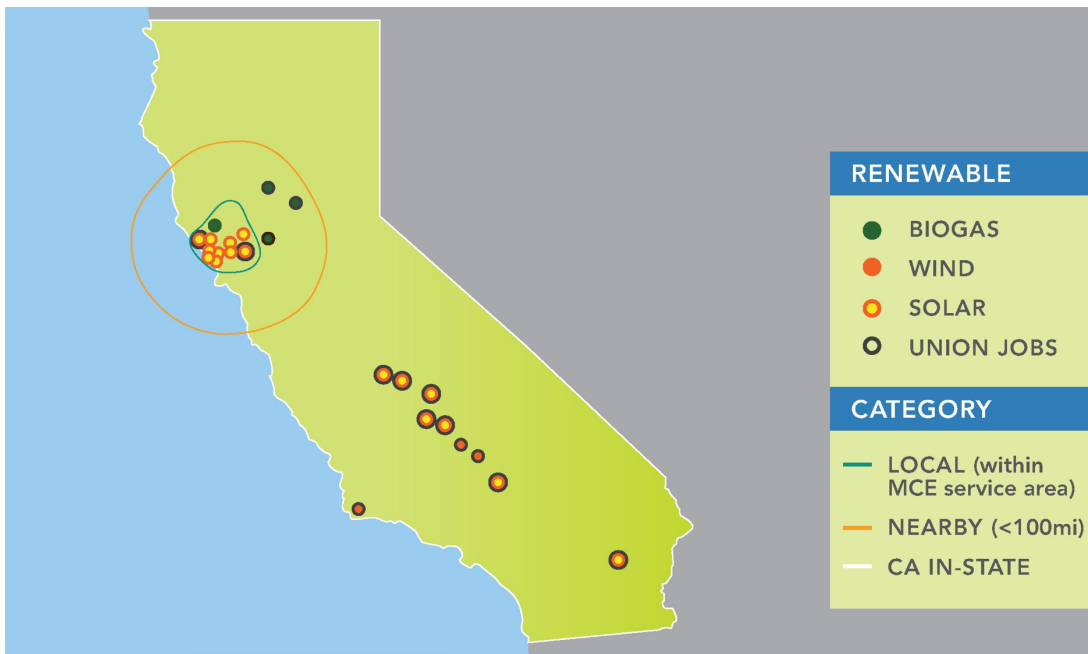 RENEWABLE
BIOGAS
WIND
SOLAR
UNION JOBS
CATEGORY
LOCAL (within
MCE service area)
NEARBY (<100mi)
CA IN-STATE